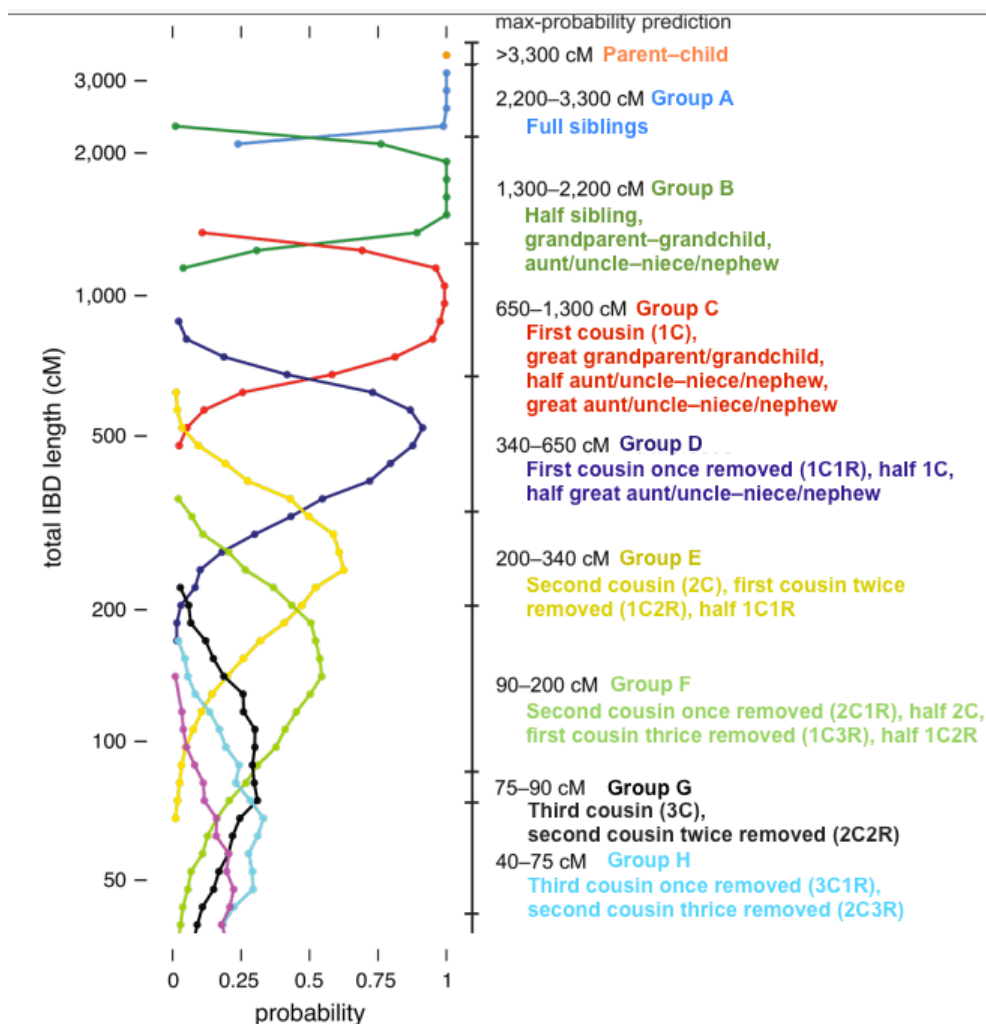 max-probability prediction
>3,300 cM Parent–child
3,000
2,200–3,300 cM Group A
Full siblings
2,000
1,300–2,200 cM Group B
Half sibling,
grandparent–grandchild,
aunt/uncle–niece/nephew
1,000
650–1,300 cM Group C
First cousin (1C),
great grandparent/grandchild,
half aunt/uncle–niece/nephew,
great aunt/uncle–niece/nephew
total IBD length (cM)
500
340–650 cM Group D
First cousin once removed (1C1R), half 1C,
half great aunt/uncle–niece/nephew
200–340 cM Group E
Second cousin (2C), first cousin twice
removed (1C2R), half 1C1R
200
90–200 cM Group F
Second cousin once removed (2C1R), half 2C,
first cousin thrice removed (1C3R), half 1C2R
100
75–90 cM Group G
Third cousin (3C),
second cousin twice removed (2C2R)
40–75 cM Group H
Third cousin once removed (3C1R),
second cousin thrice removed (2C3R)
50
0 0.25 0.5 0.75 1
probability